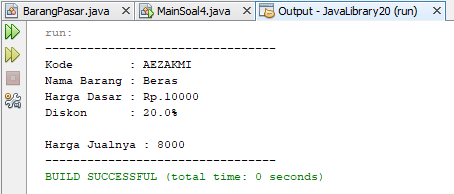 BarangPasar.java MainSoal4.java Output - JavaLibrary20 (run)
run:
--------------------------------
Kode        : AEZAKMI
Nama Barang : Beras
Harga Dasar : Rp.10000
Diskon      : 20.0%
Harga Jualnya : 8000
--------------------------------
BUILD SUCCESSFUL (total time: 0 seconds)